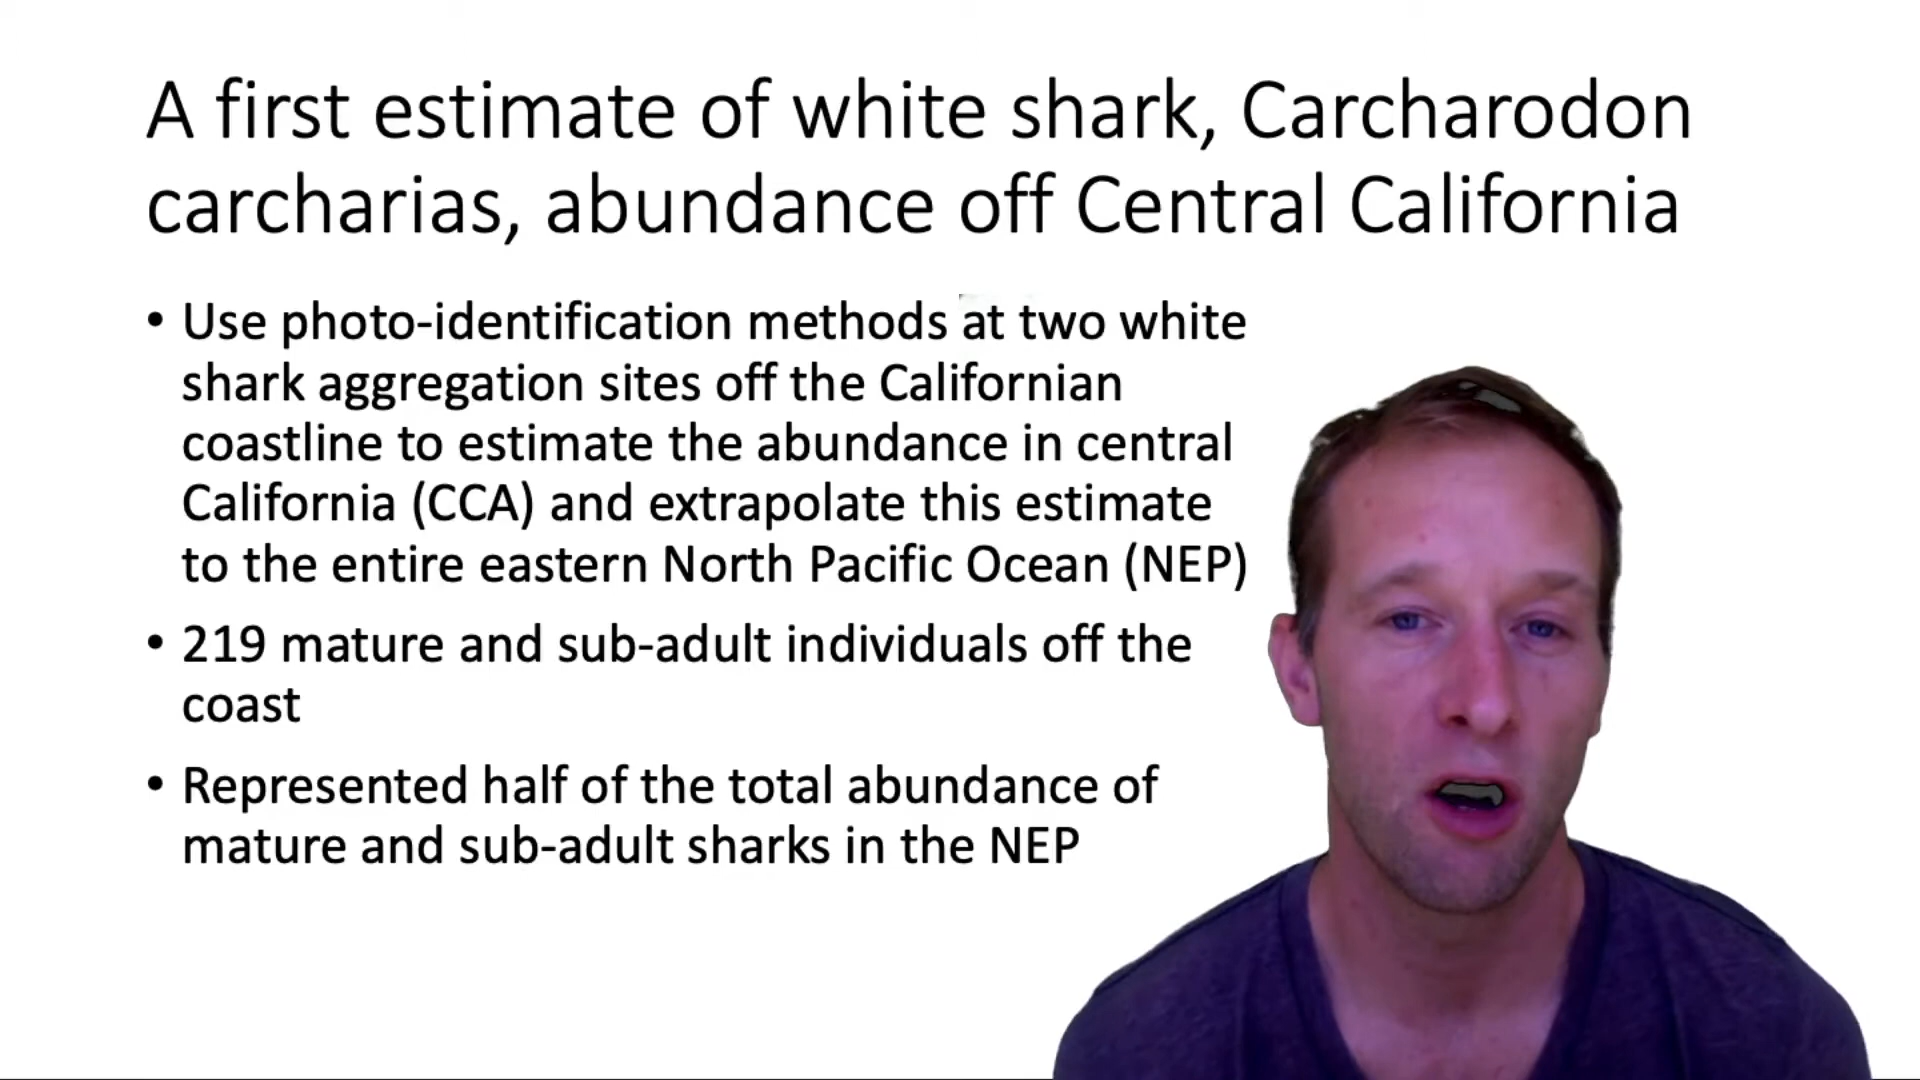 A first estimate of white shark, Carcharodon
carcharias, abundance off Central California
• Use photo-identification methods at two white
shark aggregation sites off the Californian
coastline to estimate the abundance in central
California (CCA) and extrapolate this estimate
to the entire eastern North Pacific Ocean (NEP)
• 219 mature and sub-adult individuals off the
coast
• Represented half of the total abundance of
mature and sub-adult sharks in the NEP